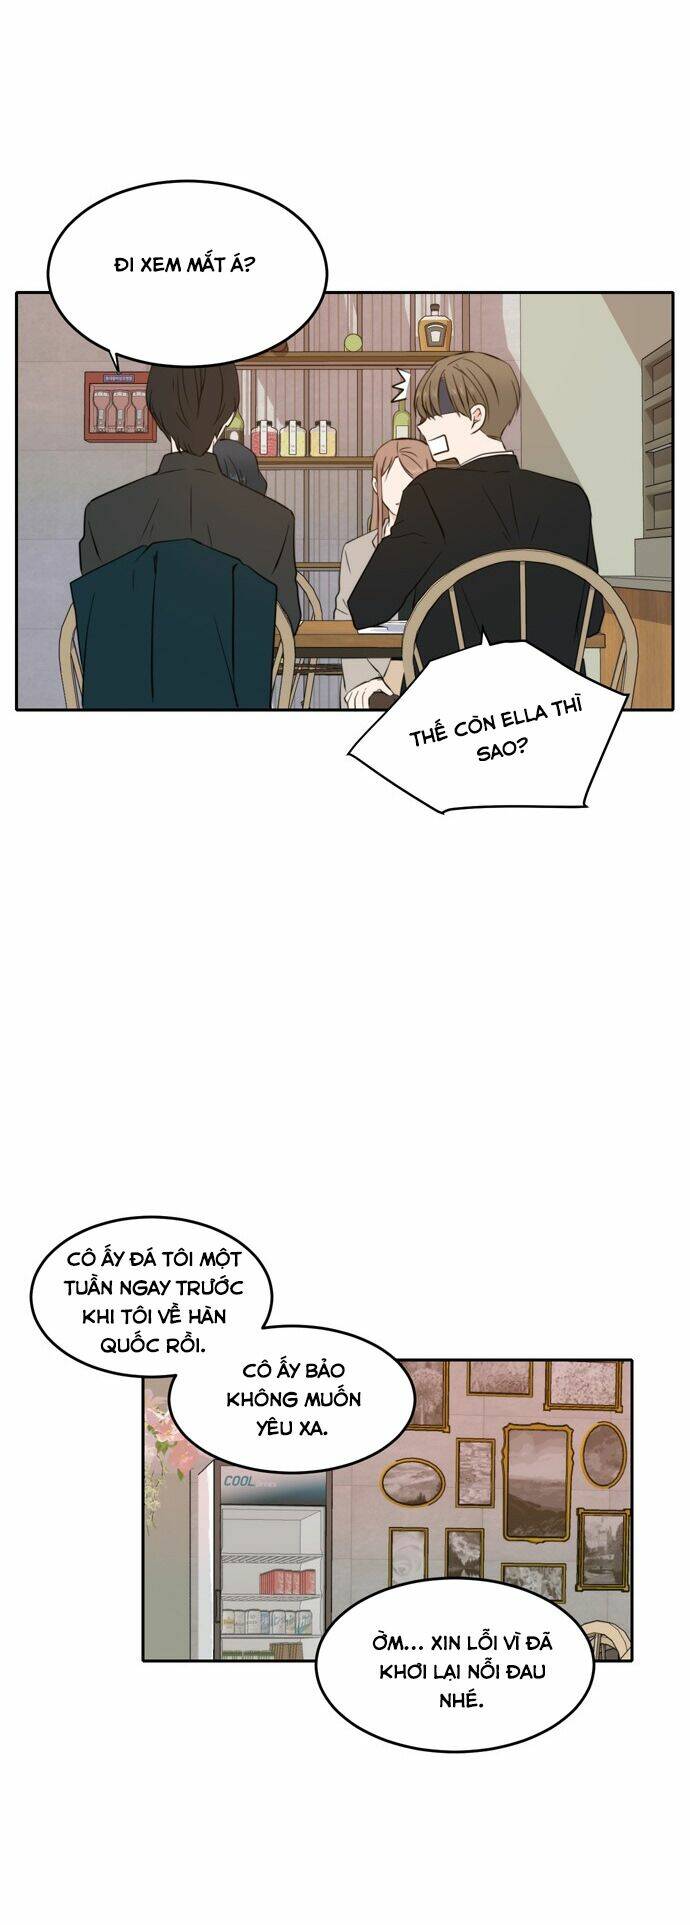 ĐI XEM MẮT Á?
THẾ CÒN ELLA THÌ
SAO?
CÔ ẤY ĐÁ TÔI MỘT
TUẦN NGAY TRƯỚC
KHI TÔI VỀ HÀN
QUỐC RỒI.
CÔ ẤY BẢO
KHÔNG MUỐN
YÊU XA.
COOL
ỜM... XIN LỖI VÌ ĐÃ
KHƠI LẠI NỖI ĐAU
NHÉ.